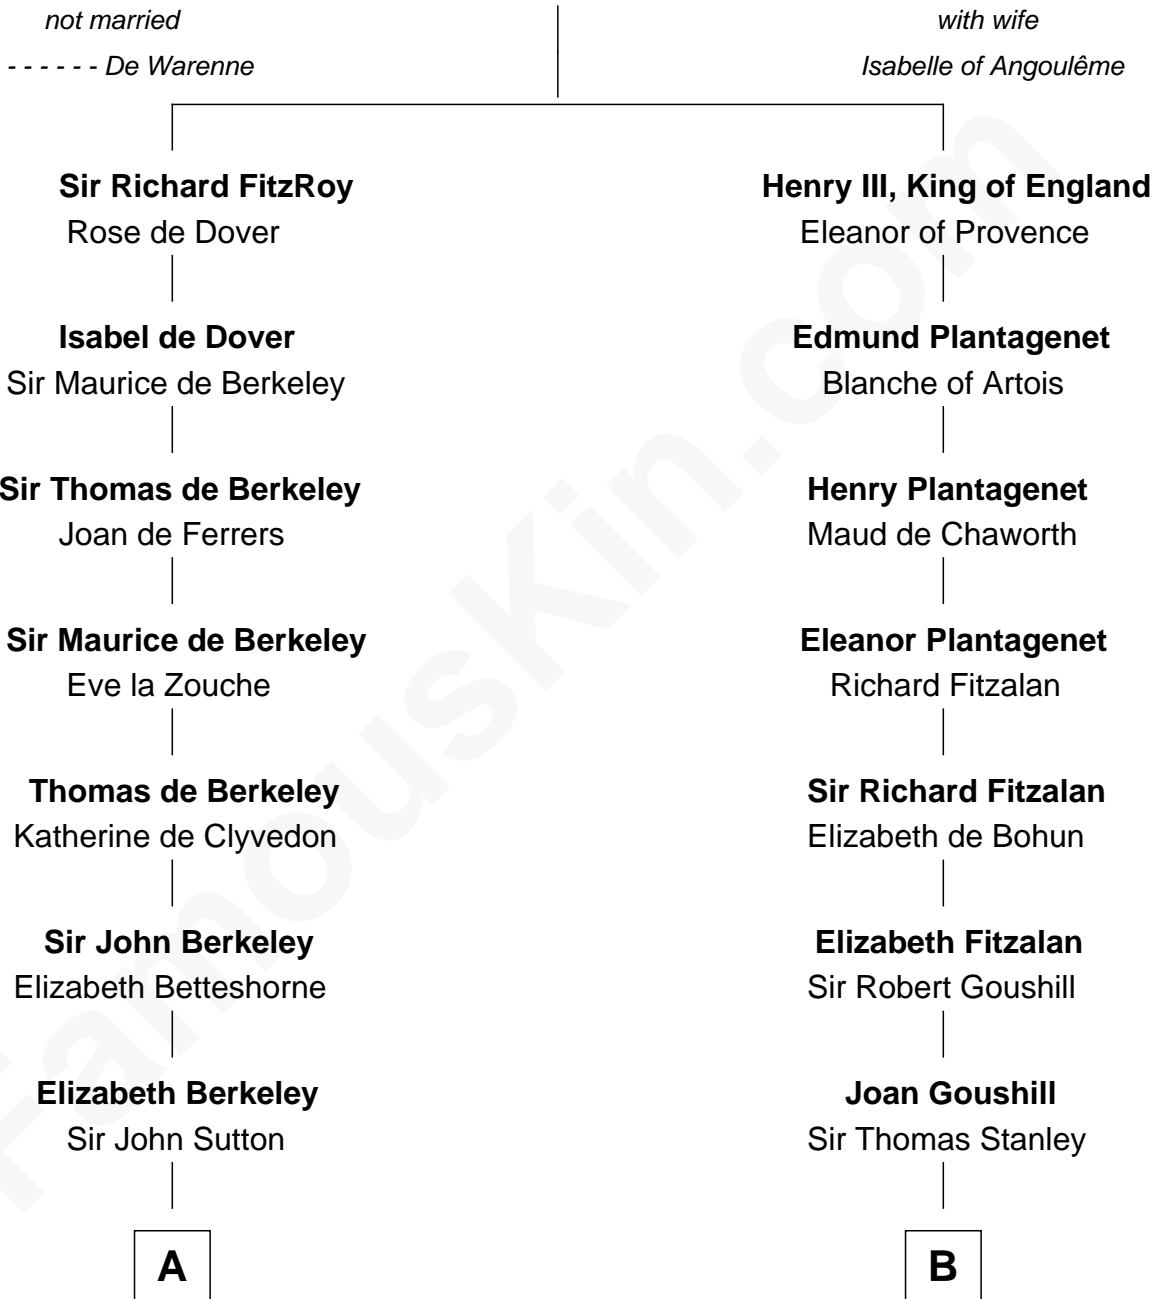 not married
- - - - - - De Warenne
with wife
Isabelle of Angoulême
Sir Richard FitzRoy
Rose de Dover
Henry III, King of England
Eleanor of Provence
Isabel de Dover
Sir Maurice de Berkeley
Edmund Plantagenet
Blanche of Artois
Sir Thomas de Berkeley
Joan de Ferrers
Henry Plantagenet
Maud de Chaworth
Sir Maurice de Berkeley
Eve la Zouche
Eleanor Plantagenet
Richard Fitzalan
Thomas de Berkeley
Katherine de Clyvedon
Sir Richard Fitzalan
Elizabeth de Bohun
Sir John Berkeley
Elizabeth Betteshorne
Elizabeth Fitzalan
Sir Robert Goushill
Elizabeth Berkeley
Sir John Sutton
Joan Goushill
Sir Thomas Stanley
A
B
FamousKin.com